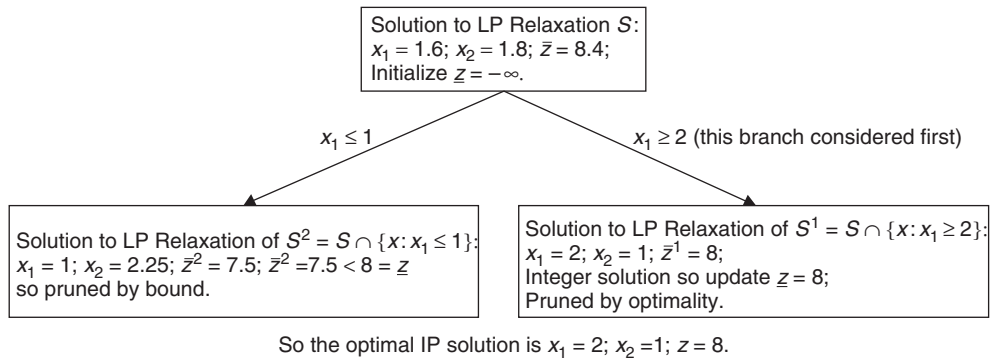 Solution to LP Relaxation S:
x₁ = 1.6; x₂ = 1.8; z̄ = 8.4;
Initialize z̲ = −∞.
x₁ ≤ 1
x₁ ≥ 2 (this branch considered first)
Solution to LP Relaxation of S² = S ∩ {x: x₁ ≤ 1}:
x₁ = 1; x₂ = 2.25; z̄² = 7.5; z̄² =7.5 < 8 = z̲
so pruned by bound.
Solution to LP Relaxation of S¹ = S ∩ {x: x₁ ≥ 2}:
x₁ = 2; x₂ = 1; z̄¹ = 8;
Integer solution so update z̲ = 8;
Pruned by optimality.
So the optimal IP solution is x₁ = 2; x₂ =1; z = 8.